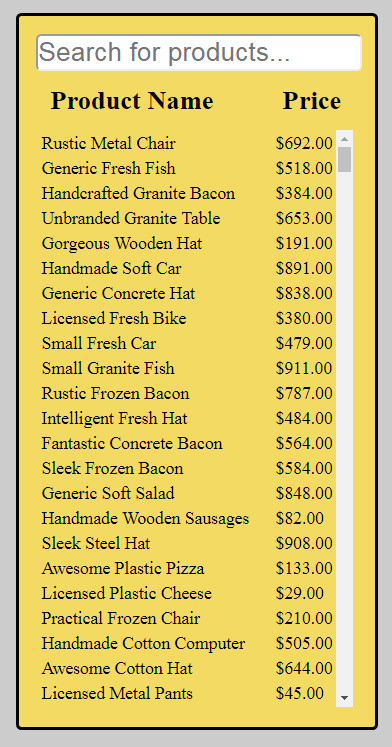 Search for products...
Product Name Price
Rustic Metal Chair $692.00
Generic Fresh Fish $518.00
Handcrafted Granite Bacon $384.00
Unbranded Granite Table $653.00
Gorgeous Wooden Hat $191.00
Handmade Soft Car $891.00
Generic Concrete Hat $838.00
Licensed Fresh Bike $380.00
Small Fresh Car $479.00
Small Granite Fish $911.00
Rustic Frozen Bacon $787.00
Intelligent Fresh Hat $484.00
Fantastic Concrete Bacon $564.00
Sleek Frozen Bacon $584.00
Generic Soft Salad $848.00
Handmade Wooden Sausages $82.00
Sleek Steel Hat $908.00
Awesome Plastic Pizza $133.00
Licensed Plastic Cheese $29.00
Practical Frozen Chair $210.00
Handmade Cotton Computer $505.00
Awesome Cotton Hat $644.00
Licensed Metal Pants $45.00